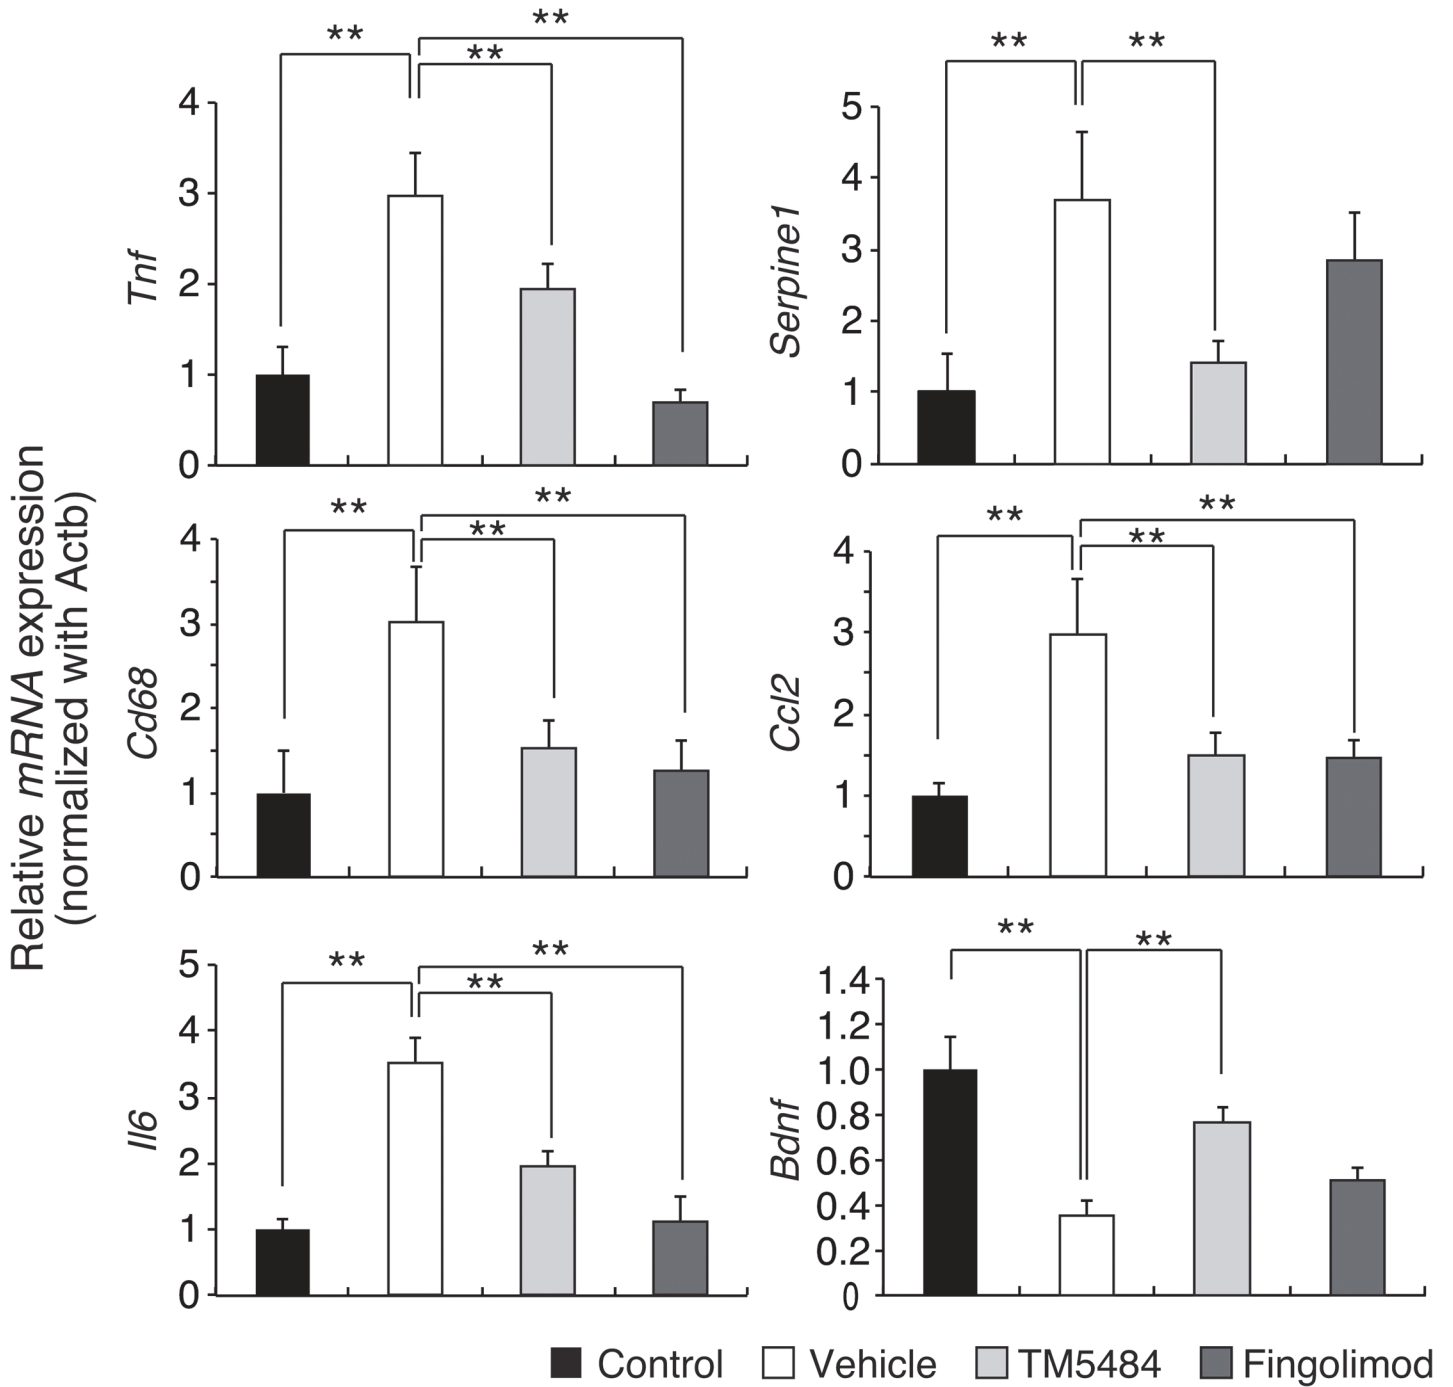 Relative mRNA expression
(normalized with Actb)
** ** **
Tnf
4
3
2
1
0
** **
Serpine1
5
4
3
2
1
0
** ** **
Cd68
4
3
2
1
0
** ** **
Ccl2
4
3
2
1
0
** ** **
Il6
5
4
3
2
1
0
** **
Bdnf
1.4
1.2
1.0
0.8
0.6
0.4
0.2
0
Control Vehicle TM5484 Fingolimod